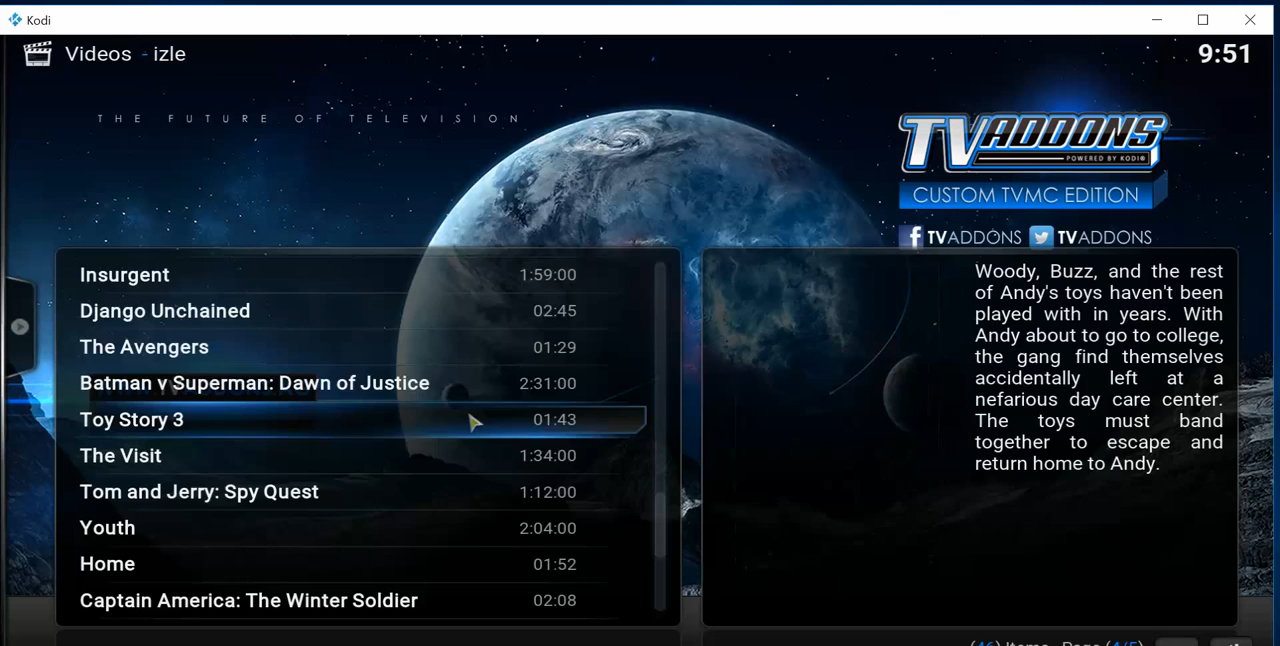 Kodi
Videos - izle
9:51
THE FUTURE OF TELEVISION
TVADDONS
POWERED BY KODI®
CUSTOM TVMC EDITION
TVADDONS TVADDONS
Insurgent 1:59:00
Django Unchained 02:45
The Avengers 01:29
Batman v Superman: Dawn of Justice 2:31:00
Toy Story 3 01:43
The Visit 1:34:00
Tom and Jerry: Spy Quest 1:12:00
Youth 2:04:00
Home 01:52
Captain America: The Winter Soldier 02:08
Woody, Buzz, and the rest
of Andy's toys haven't been
played with in years. With
Andy about to go to college,
the gang find themselves
accidentally left at a
nefarious day care center.
The toys must band
together to escape and
return home to Andy.
(46) Items - Page (4/5)